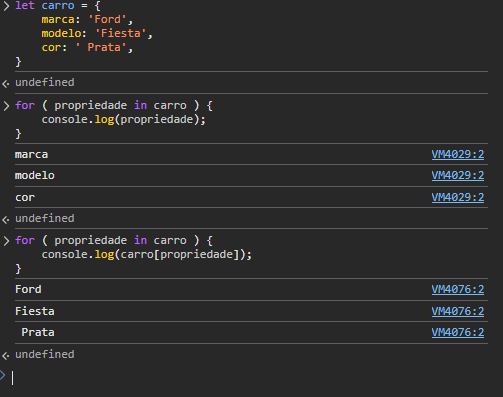 let carro = {
    marca: 'Ford',
    modelo: 'Fiesta',
    cor: ' Prata',
}
undefined
for ( propriedade in carro ) {
    console.log(propriedade);
}
marca VM4029:2
modelo VM4029:2
cor VM4029:2
undefined
for ( propriedade in carro ) {
    console.log(carro[propriedade]);
}
Ford VM4076:2
Fiesta VM4076:2
 Prata VM4076:2
undefined